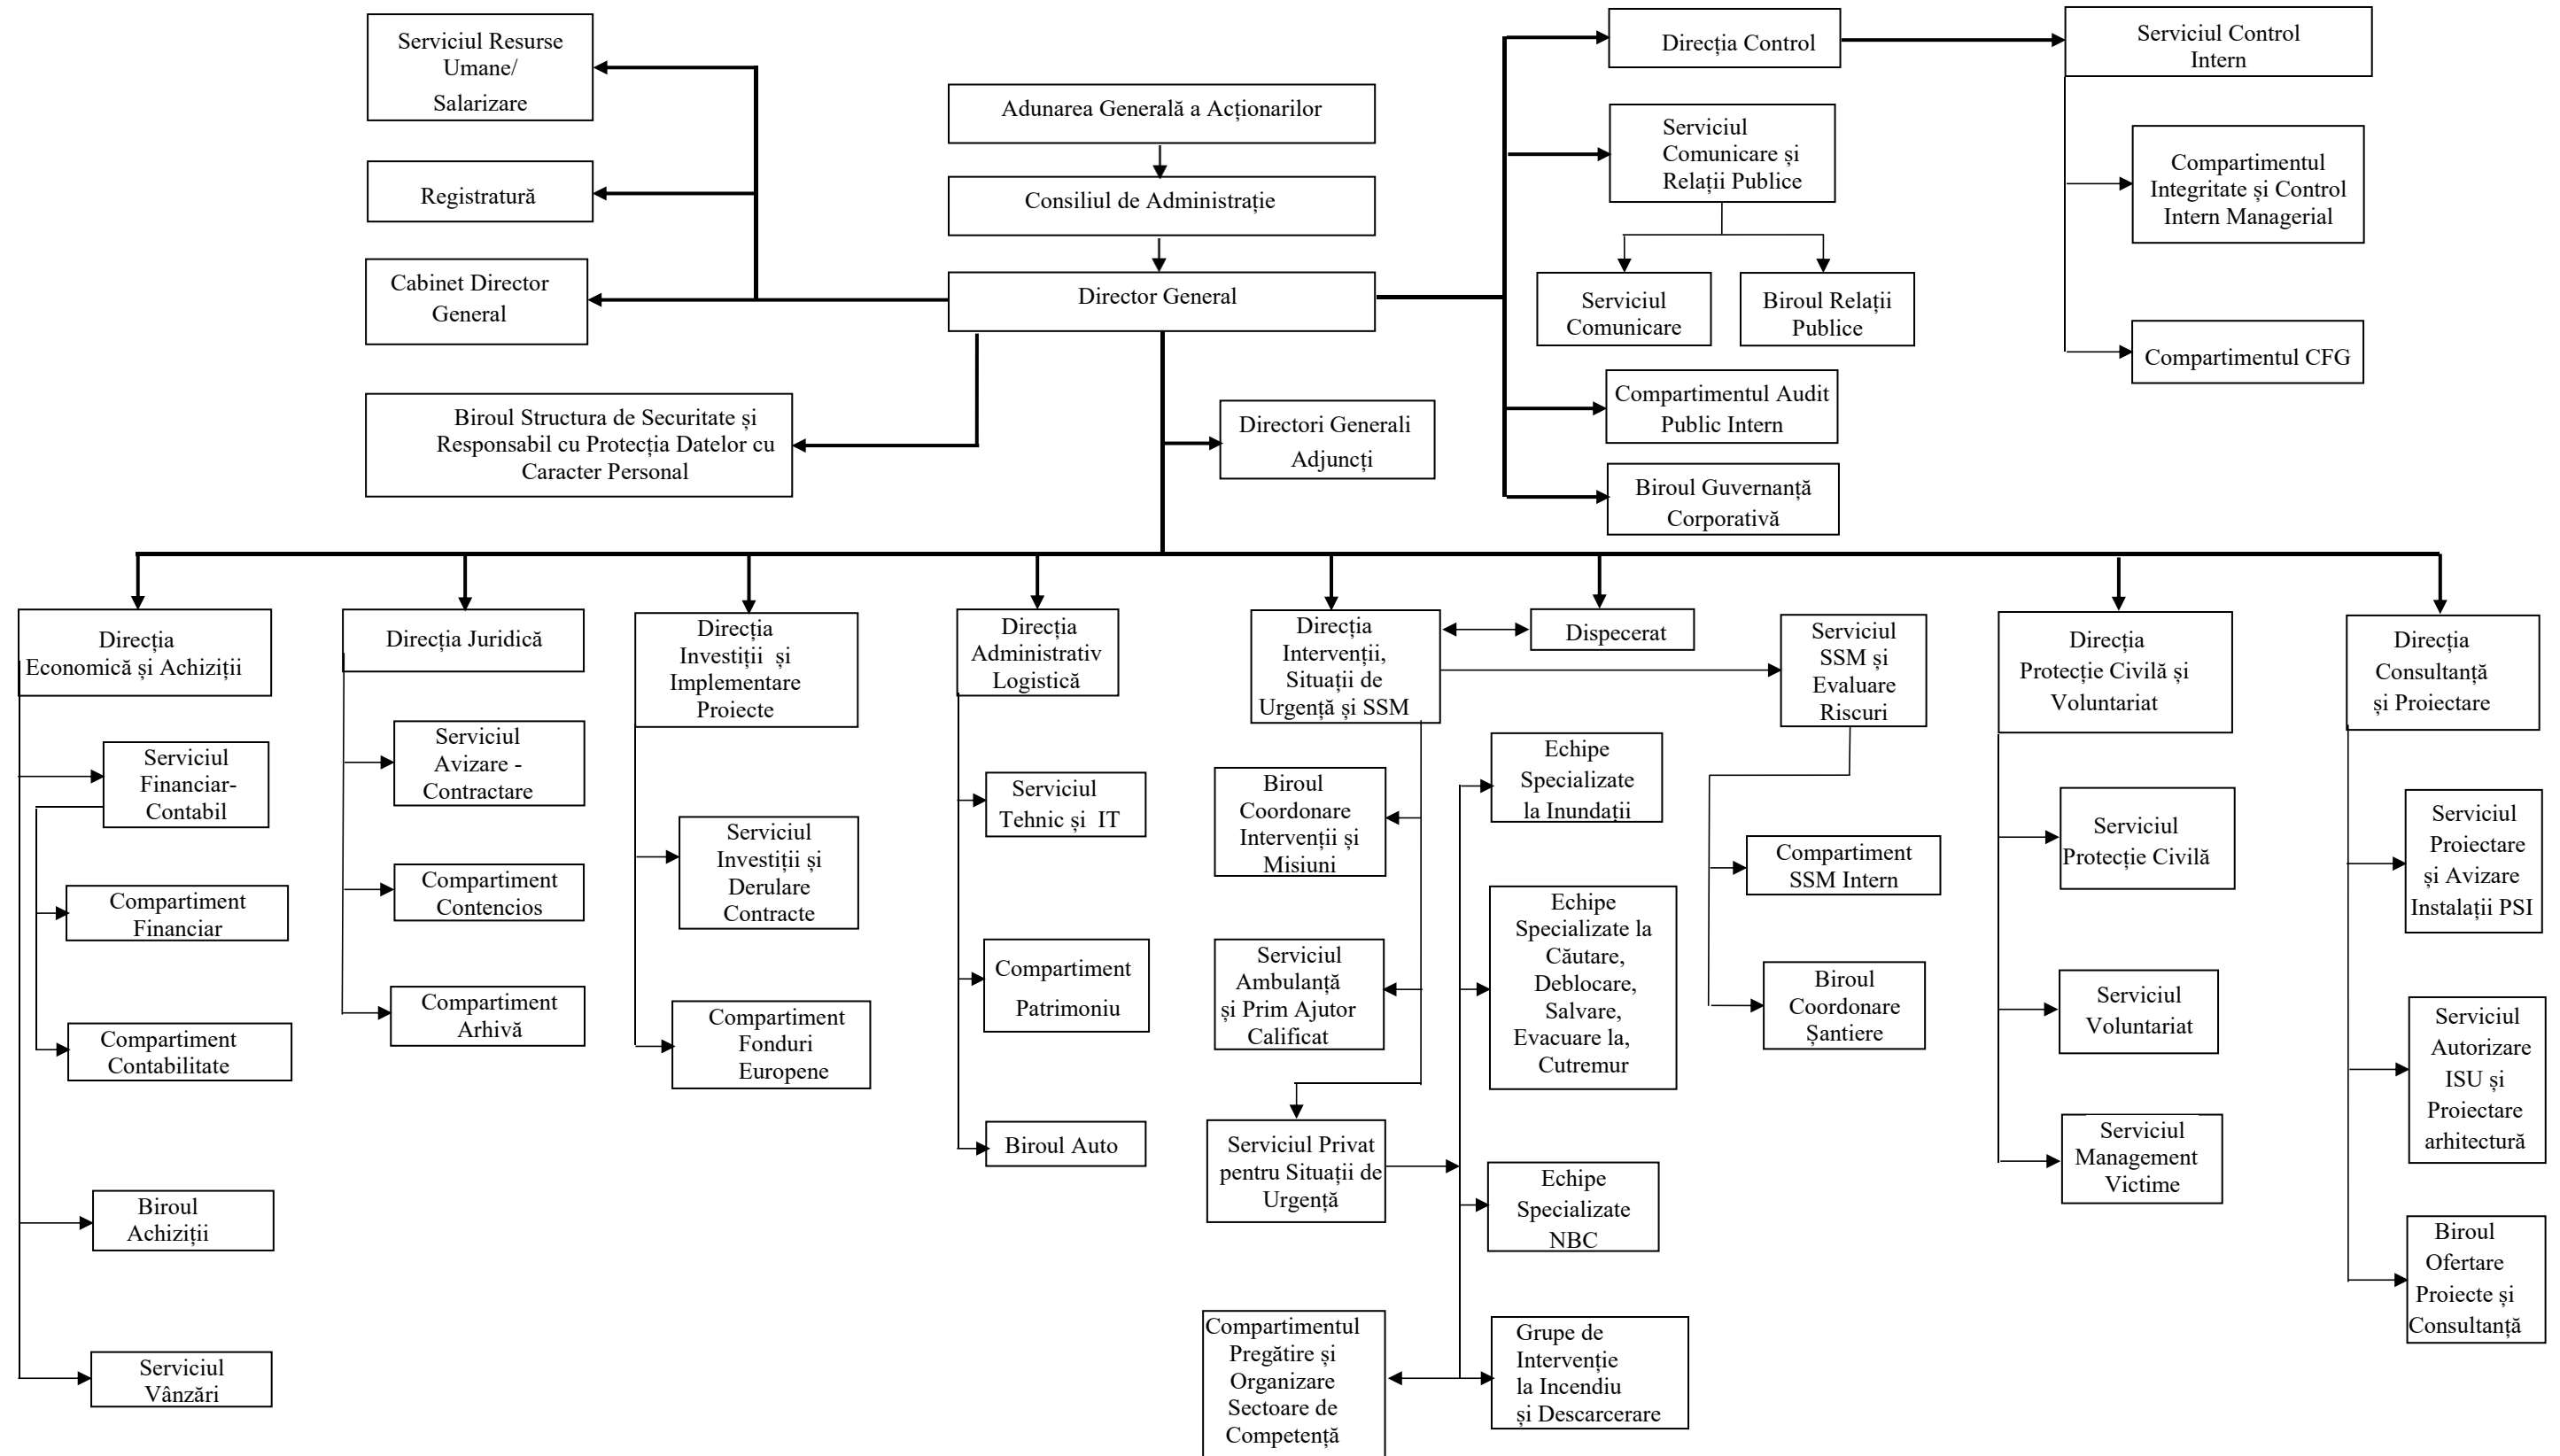 Serviciul Resurse
Umane/
Salarizare
Registratură
Cabinet Director
General
Biroul Structura de Securitate și
Responsabil cu Protecția Datelor cu
Caracter Personal
Adunarea Generală a Acționarilor
Consiliul de Administrație
Director General
Directori Generali
Adjuncți
Direcția Control
Serviciul
Comunicare și
Relații Publice
Serviciul
Comunicare
Biroul Relații
Publice
Compartimentul Audit
Public Intern
Biroul Guvernanță
Corporativă
Serviciul Control
Intern
Compartimentul
Integritate și Control
Intern Managerial
Compartimentul CFG
Direcția
Economică și Achiziții
Serviciul
Financiar-
Contabil
Compartiment
Financiar
Compartiment
Contabilitate
Biroul
Achiziții
Serviciul
Vânzări
Direcția Juridică
Serviciul
Avizare -
Contractare
Compartiment
Contencios
Compartiment
Arhivă
Direcția
Investiții și
Implementare
Proiecte
Serviciul
Investiții și
Derulare
Contracte
Compartiment
Fonduri
Europene
Direcția
Administrativ
Logistică
Serviciul
Tehnic și IT
Compartiment
Patrimoniu
Biroul Auto
Direcția
Intervenții,
Situații de
Urgență și SSM
Biroul
Coordonare
Intervenții și
Misiuni
Serviciul
Ambulanță
și Prim Ajutor
Calificat
Serviciul Privat
pentru Situații de
Urgență
Compartimentul
Pregătire și
Organizare
Sectoare de
Competență
Dispecerat
Echipe
Specializate
la Inundații
Echipe
Specializate la
Căutare,
Deblocare,
Salvare,
Evacuare la,
Cutremur
Echipe
Specializate
NBC
Grupe de
Intervenție
la Incendiu
și Descarcerare
Serviciul
SSM și
Evaluare
Riscuri
Compartiment
SSM Intern
Biroul
Coordonare
Șantiere
Direcția
Protecție Civilă și
Voluntariat
Serviciul
Protecție Civilă
Serviciul
Voluntariat
Serviciul
Management
Victime
Direcția
Consultanță
și Proiectare
Serviciul
Proiectare
și Avizare
Instalații PSI
Serviciul
Autorizare
ISU și
Proiectare
arhitectură
Biroul
Ofertare
Proiecte și
Consultanță